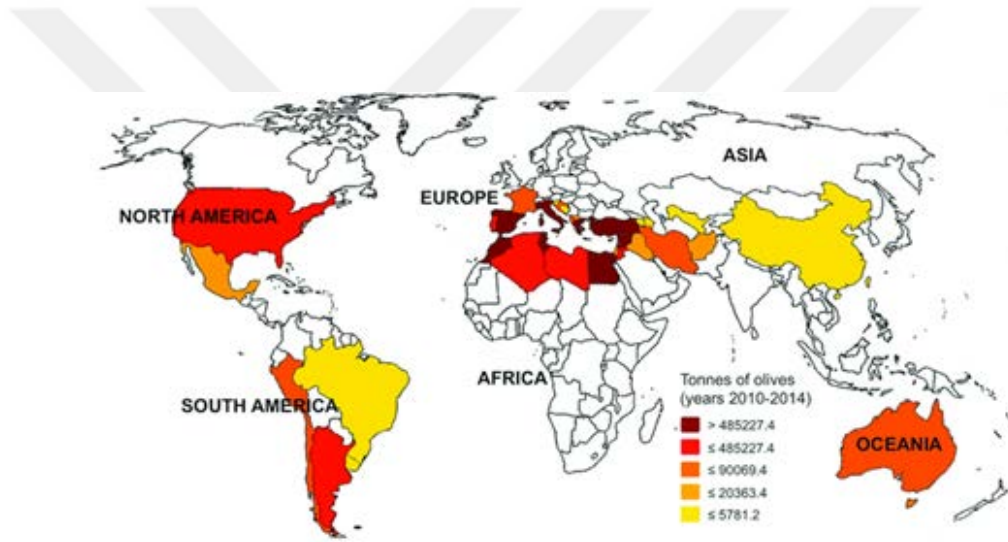 ASIA
EUROPE
NORTH AMERICA
AFRICA
SOUTH AMERICA
OCEANIA
Tonnes of olives
(years 2010-2014)
> 485227.4
≤ 485227.4
≤ 90069.4
≤ 20363.4
≤ 5781.2